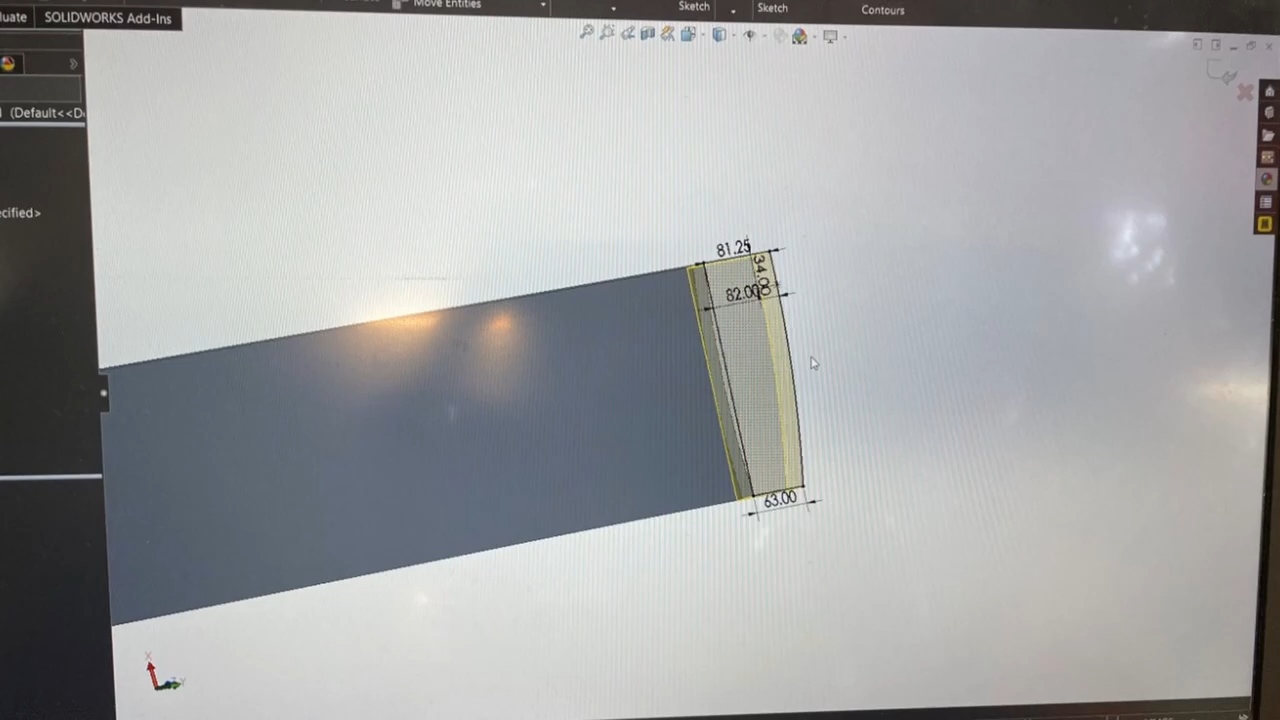 Move Entities
Sketch
Sketch
Contours
luate
SOLIDWORKS Add-Ins
(Default<<D
ecified>
81.25
34.00
82.00
63.00
X
Y